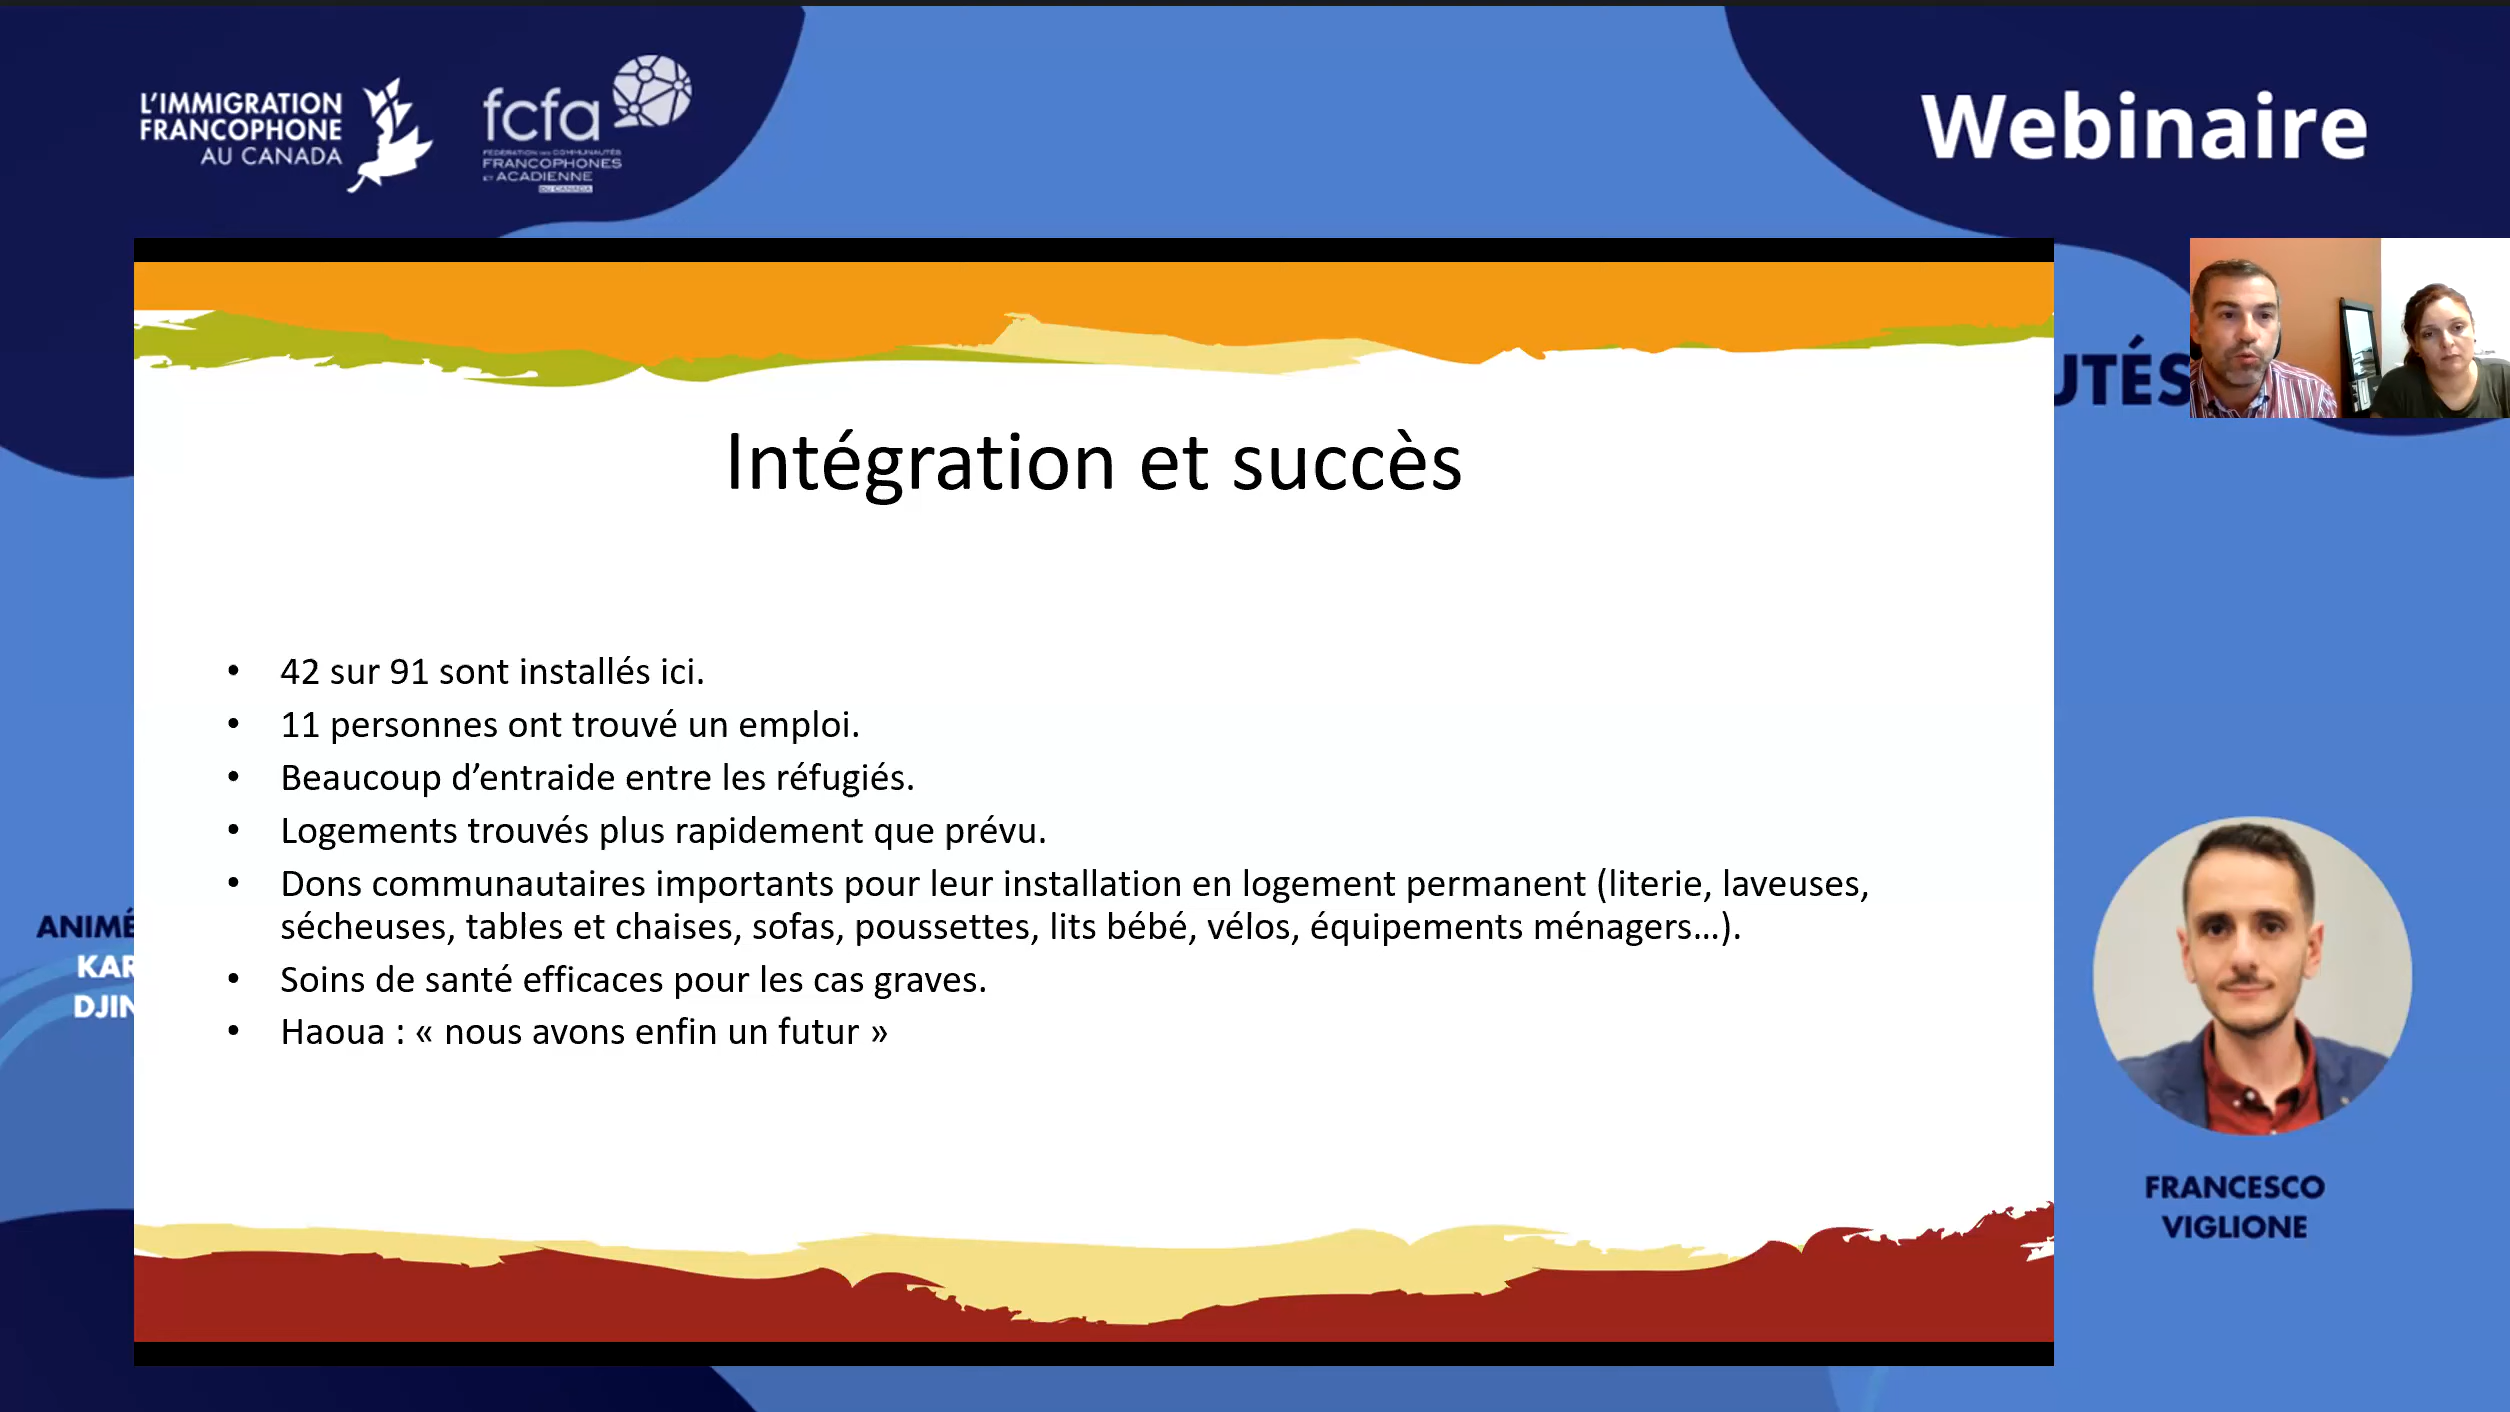 L'IMMIGRATION
FRANCOPHONE
AU CANADA
fcfa
FÉDÉRATION DES COMMUNAUTÉS
FRANCOPHONES
ET ACADIENNE
DU CANADA
Webinaire
UTÉS
Intégration et succès
• 42 sur 91 sont installés ici.
• 11 personnes ont trouvé un emploi.
• Beaucoup d’entraide entre les réfugiés.
• Logements trouvés plus rapidement que prévu.
• Dons communautaires importants pour leur installation en logement permanent (literie, laveuses,
sécheuses, tables et chaises, sofas, poussettes, lits bébé, vélos, équipements ménagers…).
• Soins de santé efficaces pour les cas graves.
• Haoua : « nous avons enfin un futur »
ANIMÉ
KAR
DJIN
FRANCESCO
VIGLIONE